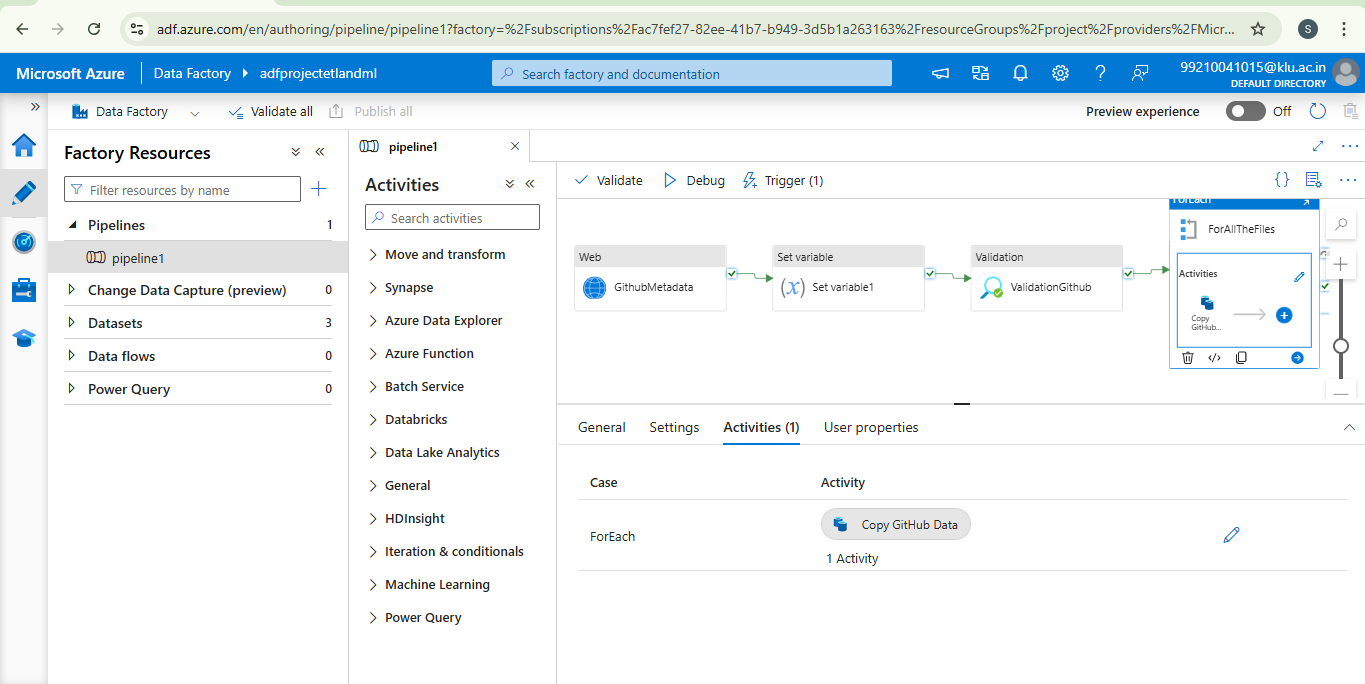 adf.azure.com/en/authoring/pipeline/pipeline1?factory=%2Fsubscriptions%2Fac7fef27-82ee-41b7-b949-3d5b1a263163%2FresourceGroups%2Fproject%2Fproviders%2FMicr...
S
Microsoft Azure
Data Factory
adfprojectetlandml
Search factory and documentation
99210041015@klu.ac.in
DEFAULT DIRECTORY
Data Factory
Validate all
Publish all
Preview experience
Off
Factory Resources
Filter resources by name
Pipelines 1
pipeline1
Change Data Capture (preview) 0
Datasets 3
Data flows 0
Power Query 0
pipeline1
Activities
Search activities
Move and transform
Synapse
Azure Data Explorer
Azure Function
Batch Service
Databricks
Data Lake Analytics
General
HDInsight
Iteration & conditionals
Machine Learning
Power Query
Validate
Debug
Trigger (1)
Web
GithubMetadata
Set variable
(x) Set variable1
Validation
ValidationGithub
ForEach
ForAllTheFiles
Activities
Copy
GitHub...
General
Settings
Activities (1)
User properties
Case Activity
ForEach
Copy GitHub Data
1 Activity